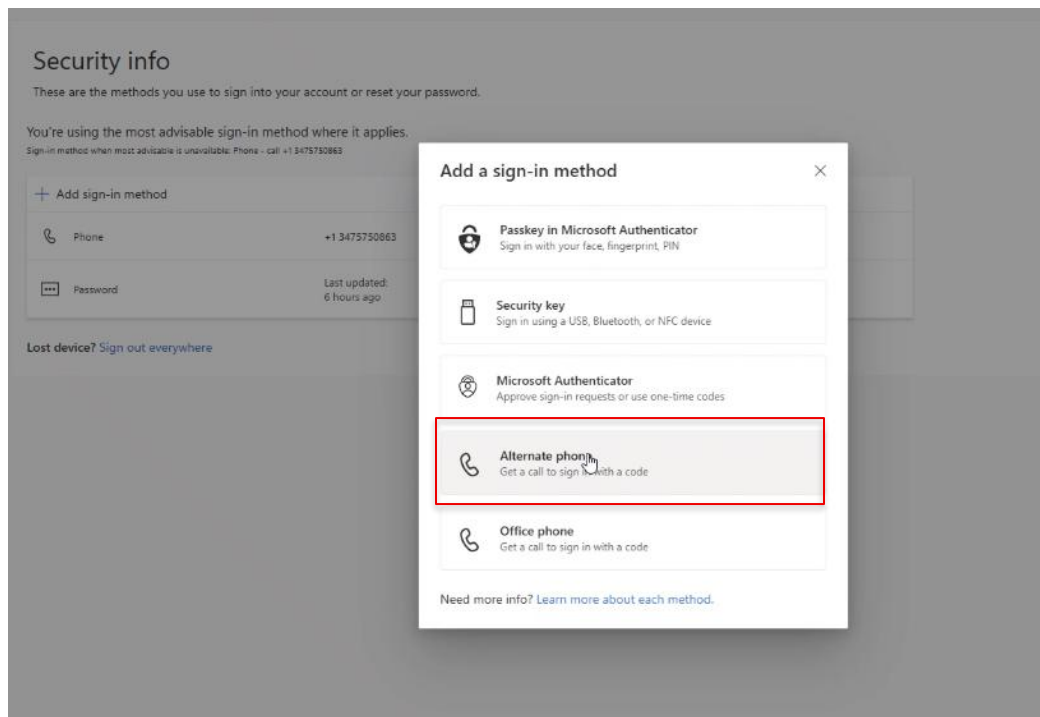 Security info
These are the methods you use to sign into your account or reset your password.
You're using the most advisable sign-in method where it applies.
Sign-in method when most advisable is unavailable: Phone - call +1 3475750863
Add sign-in method
Phone
+1 3475750863
Password
Last updated:
6 hours ago
Lost device? Sign out everywhere
Add a sign-in method
Passkey in Microsoft Authenticator
Sign in with your face, fingerprint, PIN
Security key
Sign in using a USB, Bluetooth, or NFC device
Microsoft Authenticator
Approve sign-in requests or use one-time codes
Alternate phone
Get a call to sign in with a code
Office phone
Get a call to sign in with a code
Need more info? Learn more about each method.